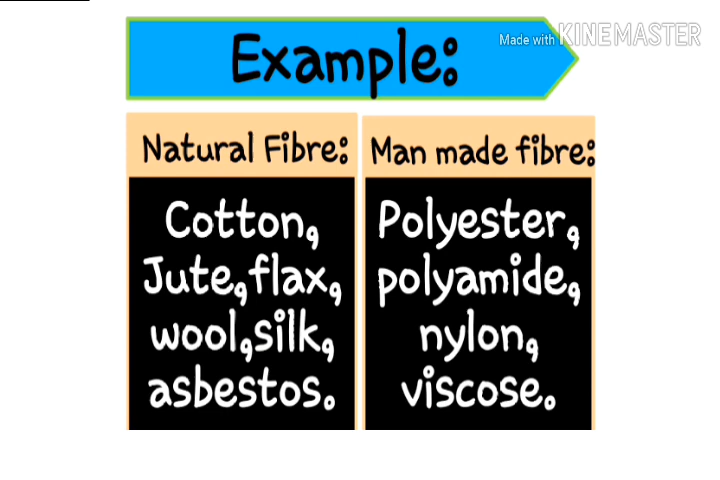 Made with KINEMASTER
Example:
Natural Fibre:
Man made fibre:
Cotton,
Jute,flax,
wool,silk,
asbestos.
Polyester,
polyamide,
nylon,
viscose.